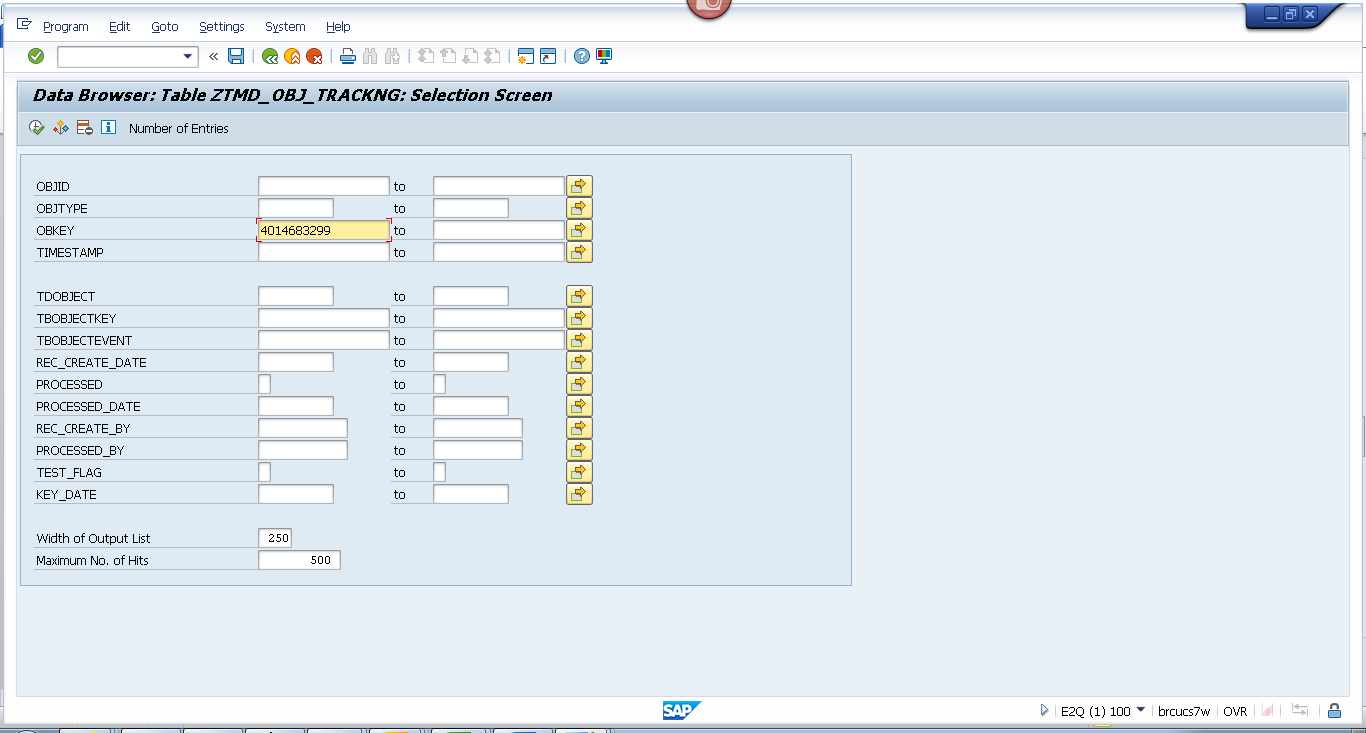 Program Edit Goto Settings System Help
Data Browser: Table ZTMD_OBJ_TRACKNG: Selection Screen
Number of Entries
OBJID to
OBJTYPE to
OBKEY 4014683299 to
TIMESTAMP to
TDOBJECT to
TBOBJECTKEY to
TBOBJECTEVENT to
REC_CREATE_DATE to
PROCESSED to
PROCESSED_DATE to
REC_CREATE_BY to
PROCESSED_BY to
TEST_FLAG to
KEY_DATE to
Width of Output List 250
Maximum No. of Hits 500
SAP E2Q (1) 100 brcucs7w OVR